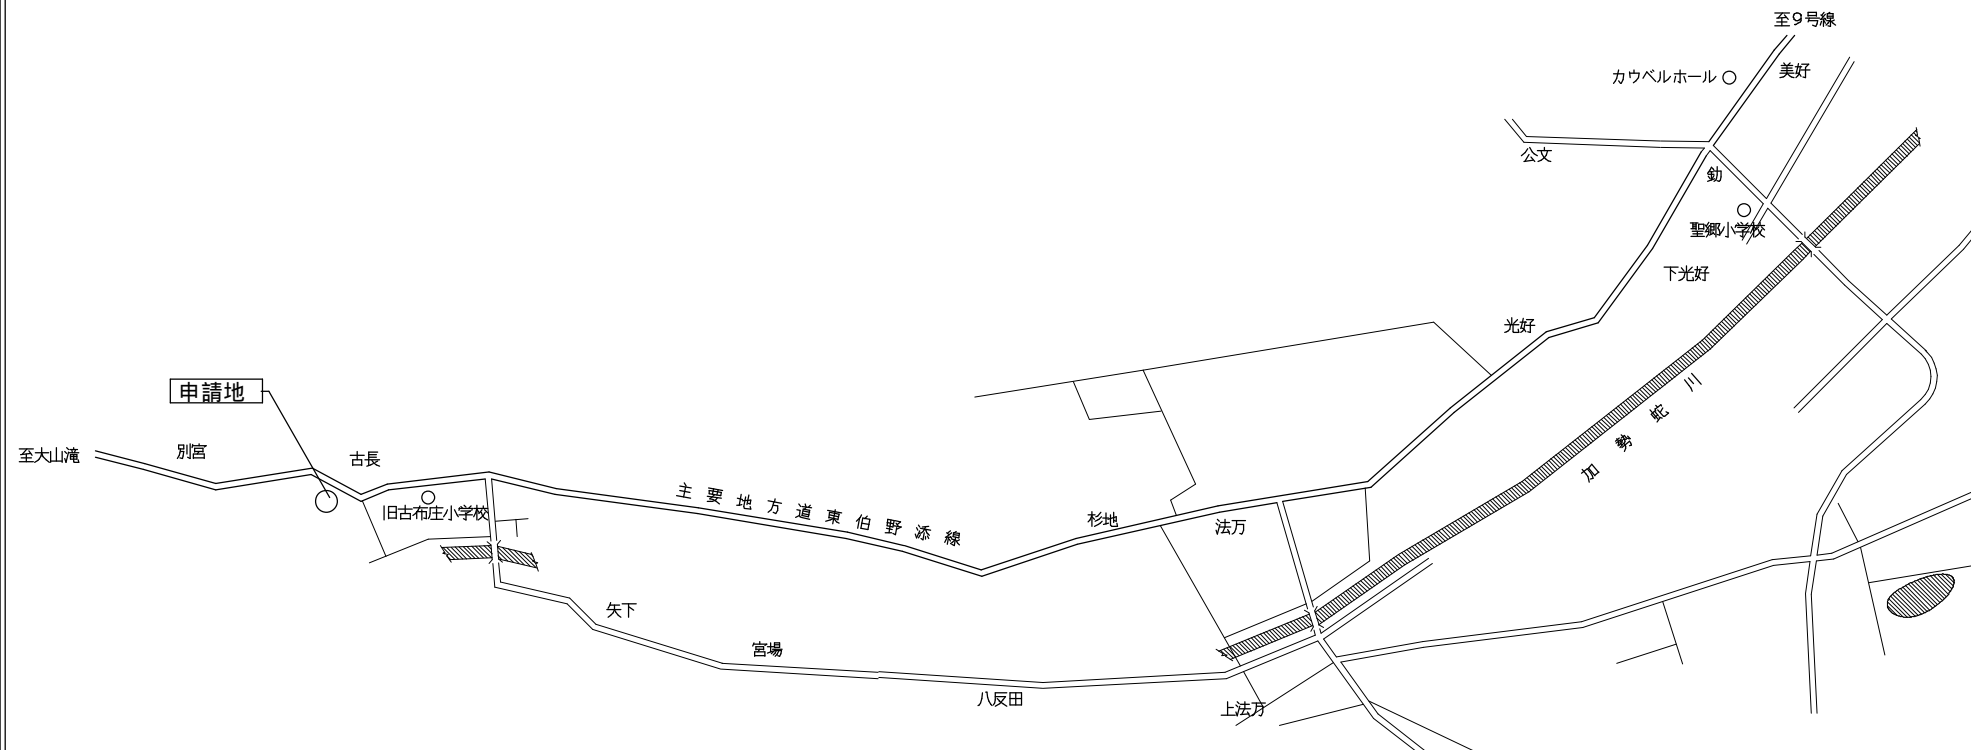 至9号線
カウベルホール
美好
公文
釛
聖郷小学校
下光好
光好
加勢蛇川
申請地
至大山滝
別宮
古長
旧古布庄小学校
主要地方道東伯野添線
杉地
法万
矢下
宮場
八反田
上法万